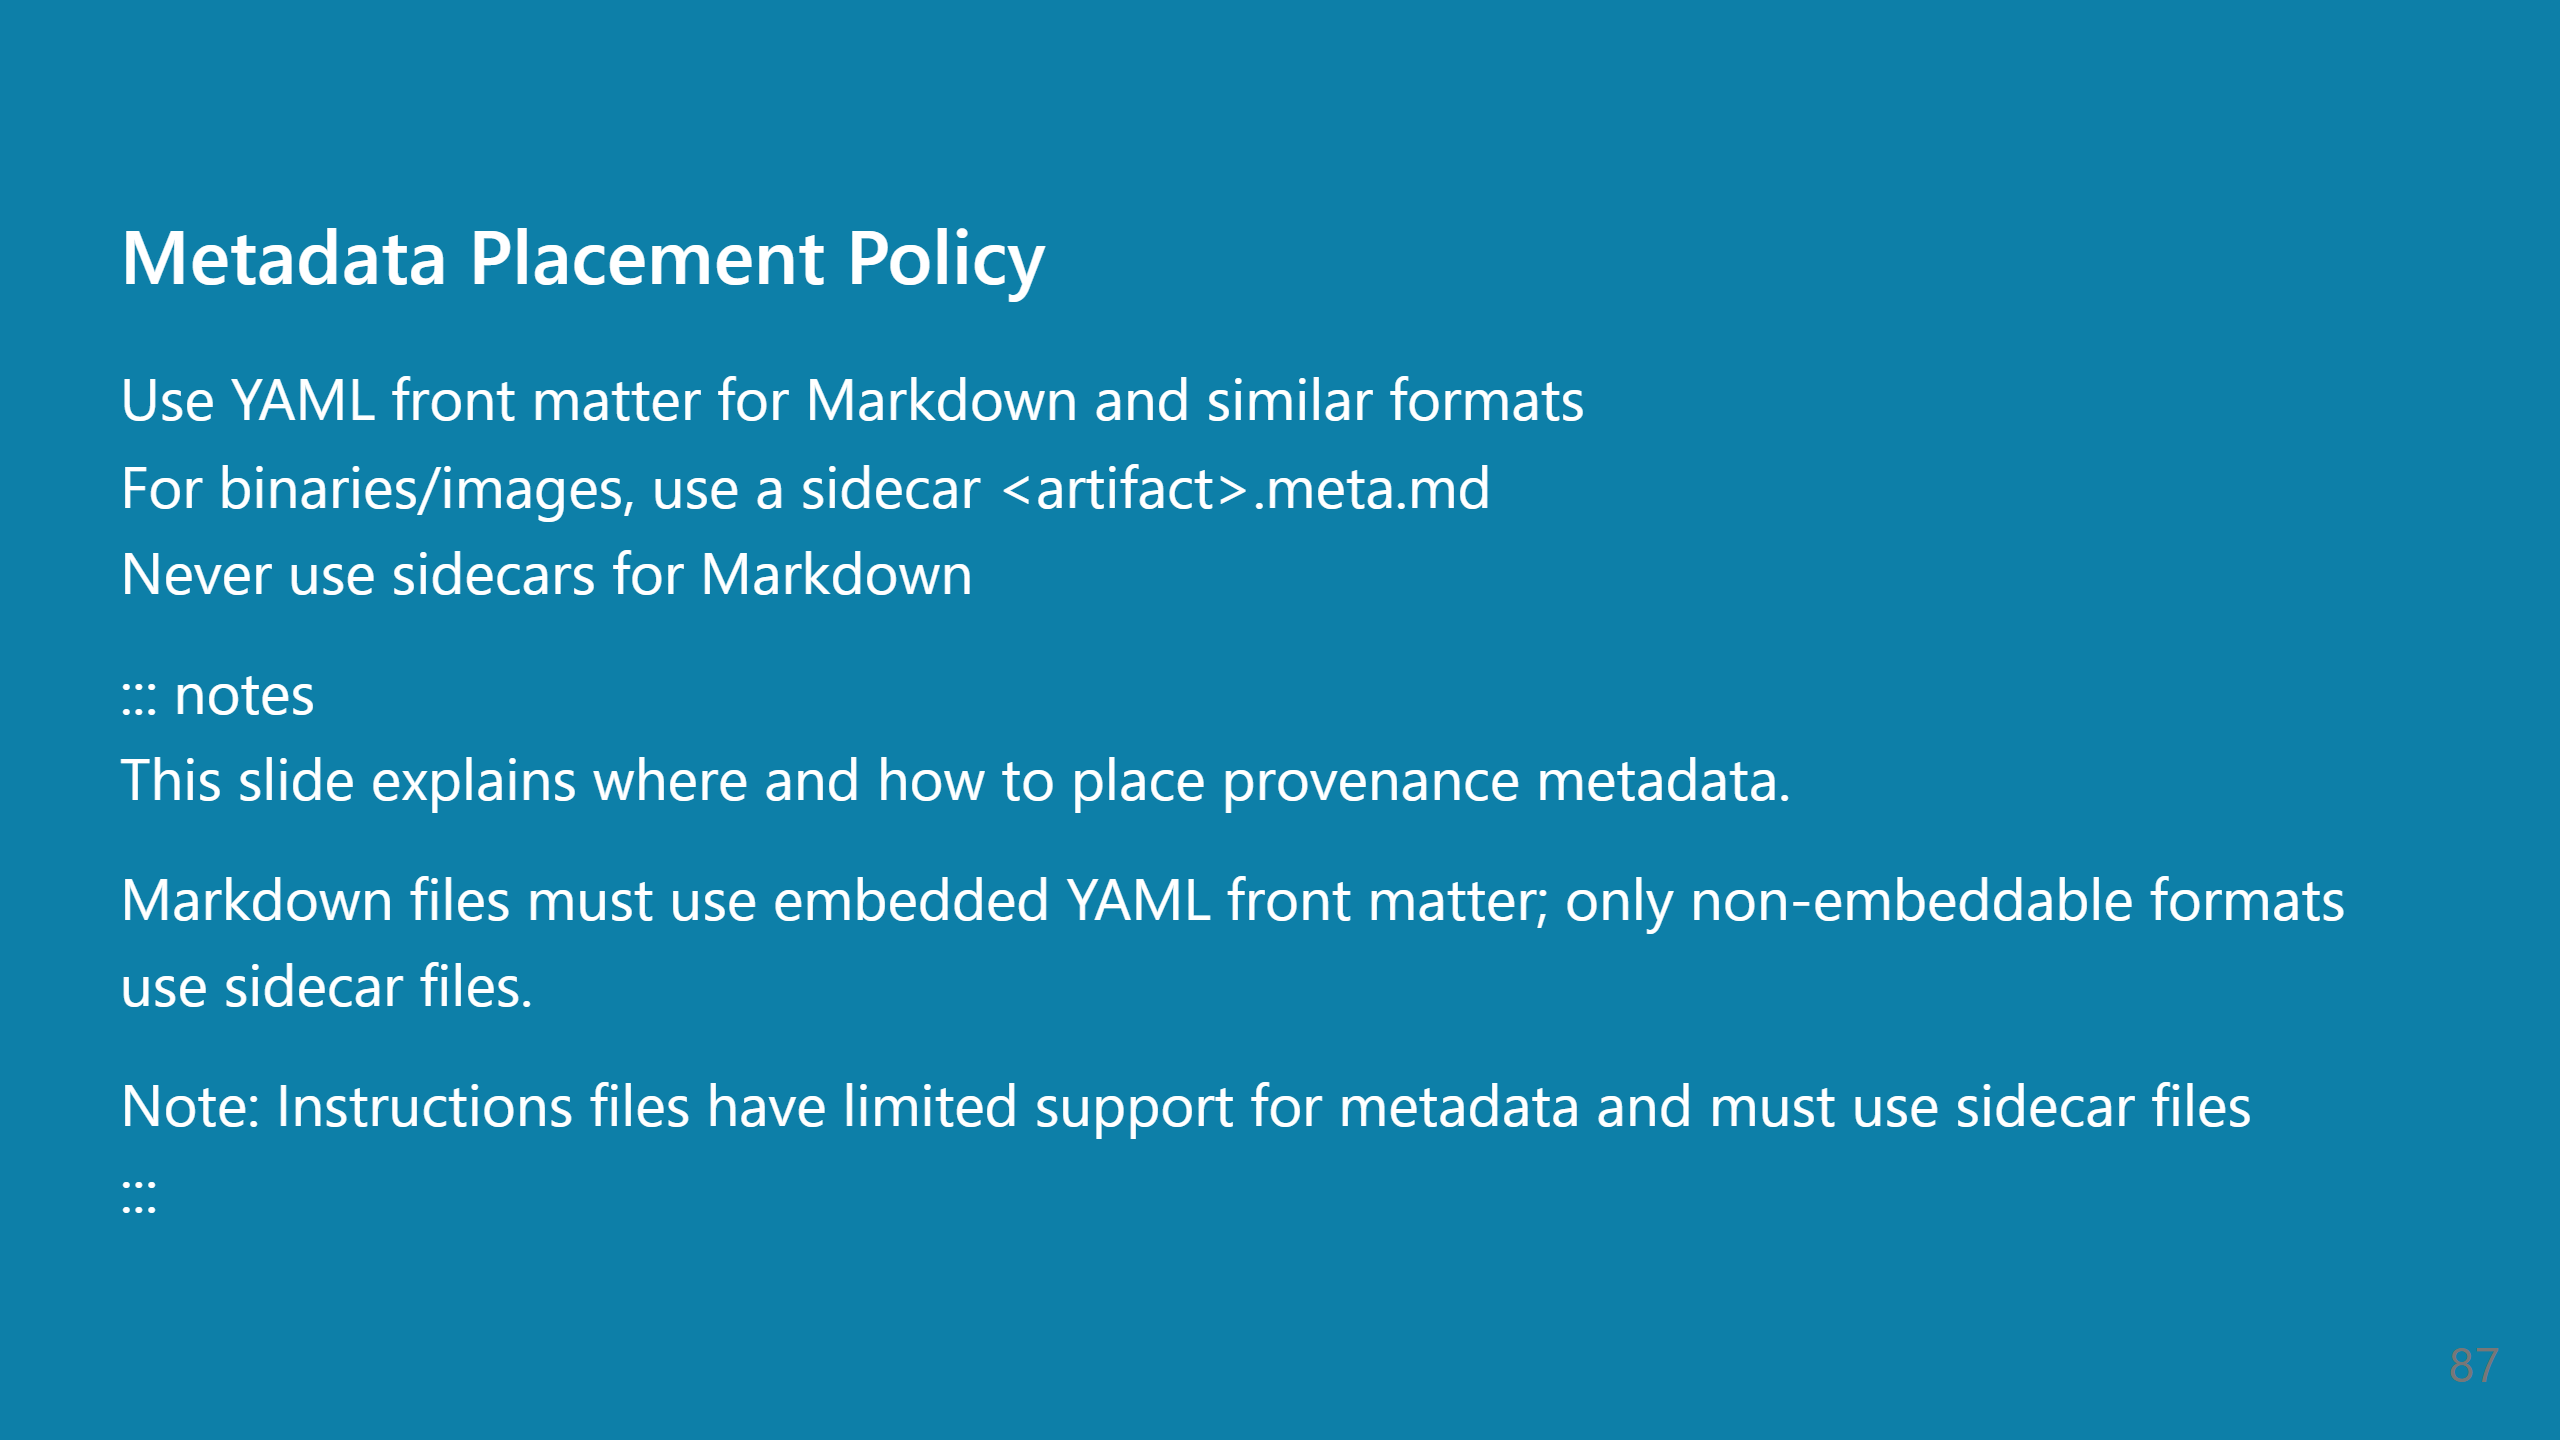 Metadata Placement Policy
Use YAML front matter for Markdown and similar formats
For binaries/images, use a sidecar <artifact>.meta.md
Never use sidecars for Markdown
::: notes
This slide explains where and how to place provenance metadata.
Markdown files must use embedded YAML front matter; only non-embeddable formats
use sidecar files.
Note: Instructions files have limited support for metadata and must use sidecar files
:::
87